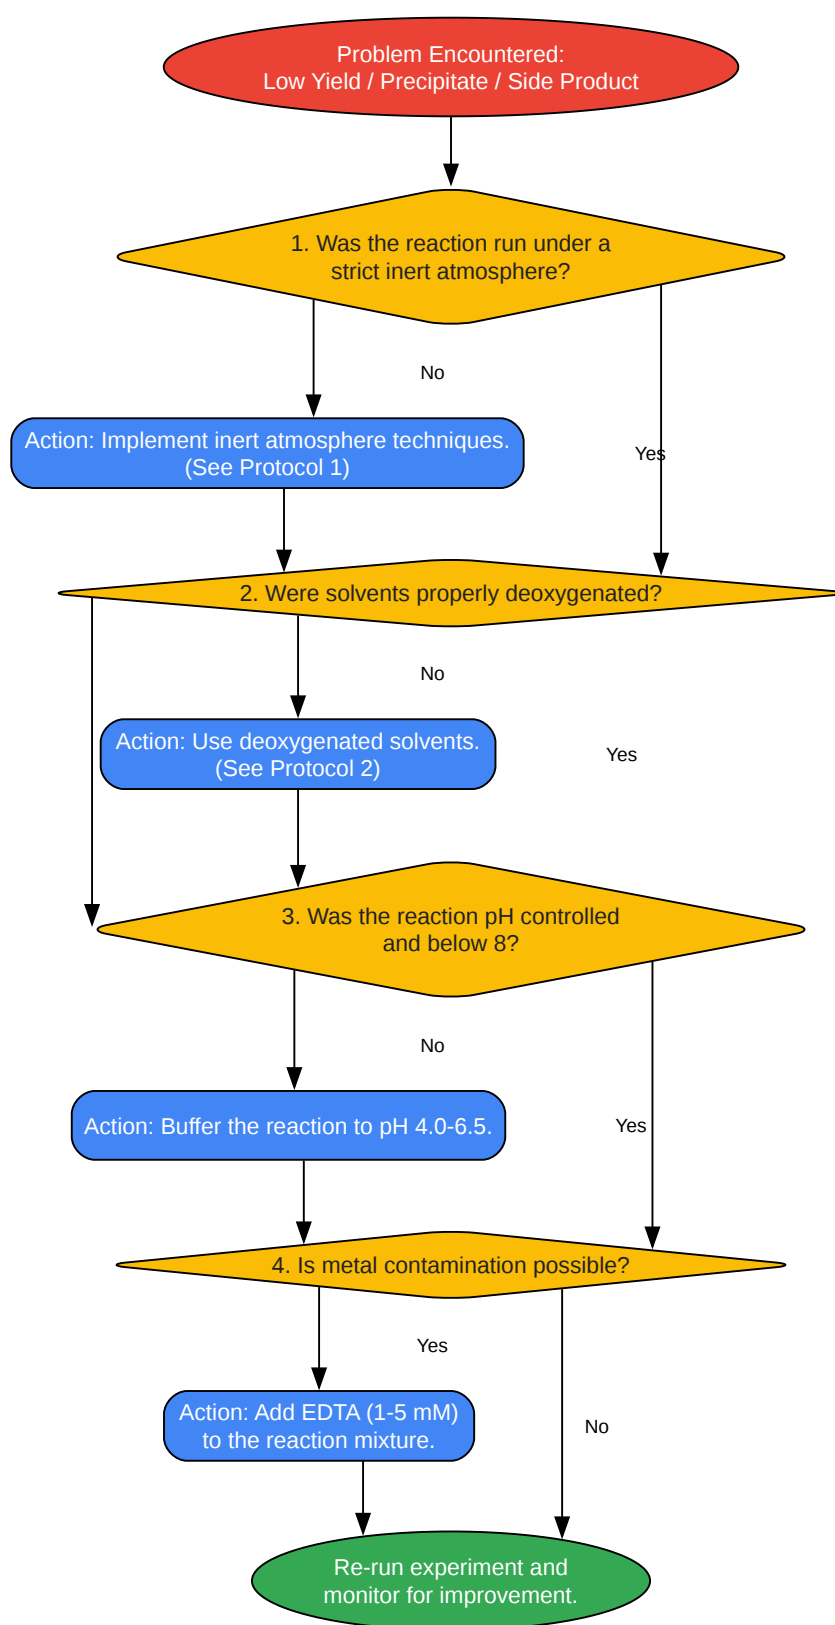 Problem Encountered:
Low Yield / Precipitate / Side Product
1. Was the reaction run under a
strict inert atmosphere?
No
Action: Implement inert atmosphere techniques.
(See Protocol 1)
Yes
2. Were solvents properly deoxygenated?
No
Action: Use deoxygenated solvents.
(See Protocol 2)
Yes
3. Was the reaction pH controlled
and below 8?
No
Action: Buffer the reaction to pH 4.0-6.5.
Yes
4. Is metal contamination possible?
Yes
Action: Add EDTA (1-5 mM)
to the reaction mixture.
No
Re-run experiment and
monitor for improvement.